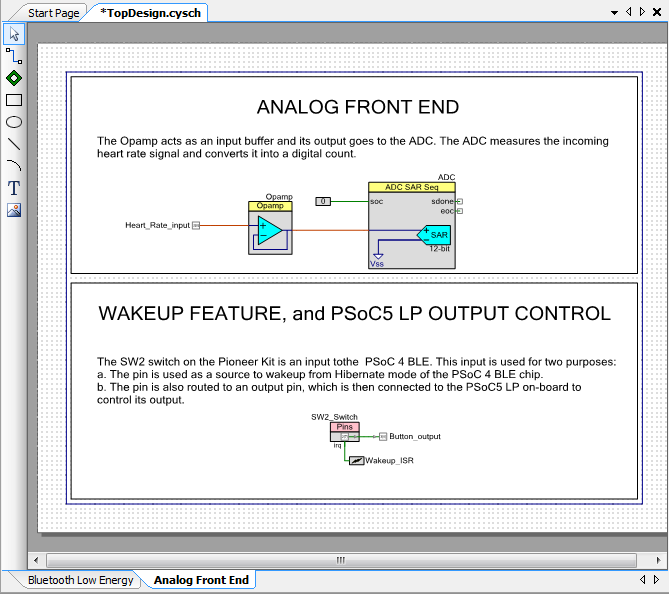 Start Page
*TopDesign.cysch
ANALOG FRONT END
The Opamp acts as an input buffer and its output goes to the ADC. The ADC measures the incoming
heart rate signal and converts it into a digital count.
ADC
ADC SAR Seq
Opamp
Opamp
0
soc
sdone
eoc
Heart_Rate_input
SAR
12-bit
Vss
WAKEUP FEATURE, and PSoC5 LP OUTPUT CONTROL
The SW2 switch on the Pioneer Kit is an input tothe  PSoC 4 BLE. This input is used for two purposes:
a. The pin is used as a source to wakeup from Hibernate mode of the PSoC 4 BLE chip.
b. The pin is also routed to an output pin, which is then connected to the PSoC5 LP on-board to
control its output.
SW2_Switch
Pins
Button_output
irq
Wakeup_ISR
T
Bluetooth Low Energy
Analog Front End